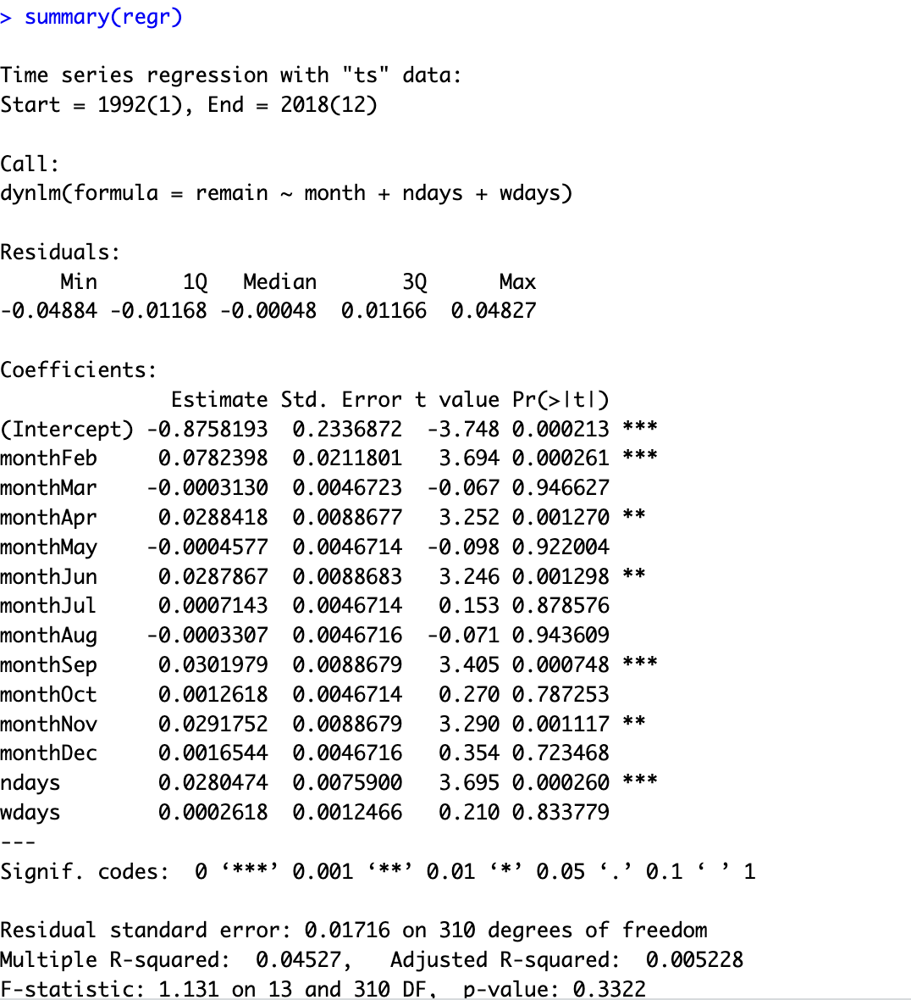 > summary(regr)
Time series regression with "ts" data:
Start = 1992(1), End = 2018(12)
Call:
dynlm(formula = remain ~ month + ndays + wdays)
Residuals:
     Min       1Q   Median       3Q      Max
-0.04884 -0.01168 -0.00048  0.01166  0.04827
Coefficients:
              Estimate Std. Error t value Pr(>|t|)
(Intercept) -0.8758193  0.2336872  -3.748 0.000213 ***
monthFeb     0.0782398  0.0211801   3.694 0.000261 ***
monthMar    -0.0003130  0.0046723  -0.067 0.946627
monthApr     0.0288418  0.0088677   3.252 0.001270 **
monthMay    -0.0004577  0.0046714  -0.098 0.922004
monthJun     0.0287867  0.0088683   3.246 0.001298 **
monthJul     0.0007143  0.0046714   0.153 0.878576
monthAug    -0.0003307  0.0046716  -0.071 0.943609
monthSep     0.0301979  0.0088679   3.405 0.000748 ***
monthOct     0.0012618  0.0046714   0.270 0.787253
monthNov     0.0291752  0.0088679   3.290 0.001117 **
monthDec     0.0016544  0.0046716   0.354 0.723468
ndays        0.0280474  0.0075900   3.695 0.000260 ***
wdays        0.0002618  0.0012466   0.210 0.833779
---
Signif. codes:  0 ‘***’ 0.001 ‘**’ 0.01 ‘*’ 0.05 ‘.’ 0.1 ‘ ’ 1
Residual standard error: 0.01716 on 310 degrees of freedom
Multiple R-squared:  0.04527,   Adjusted R-squared:  0.005228
F-statistic: 1.131 on 13 and 310 DF,  p-value: 0.3322